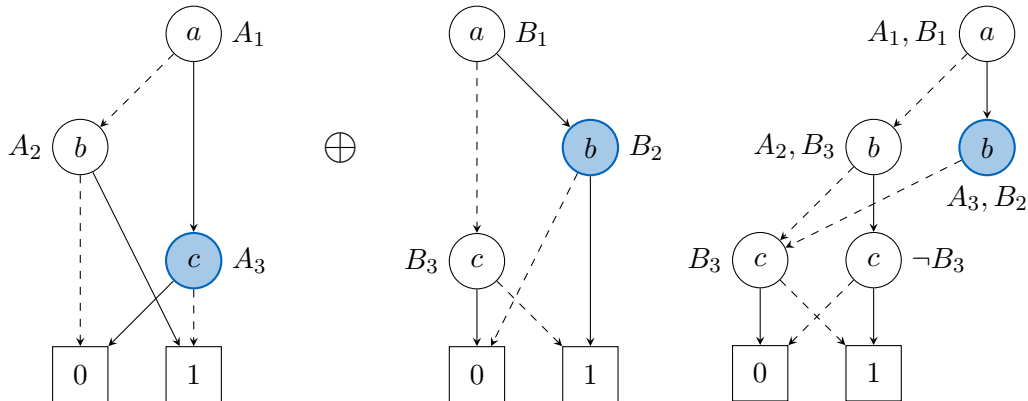 a A₁
b A₂
c A₃
0 1
⊕
a B₁
b B₂
B₃ c
0 1
A₁, B₁ a
A₂, B₃ b
b
A₃, B₂
B₃ c
c ¬B₃
0 1